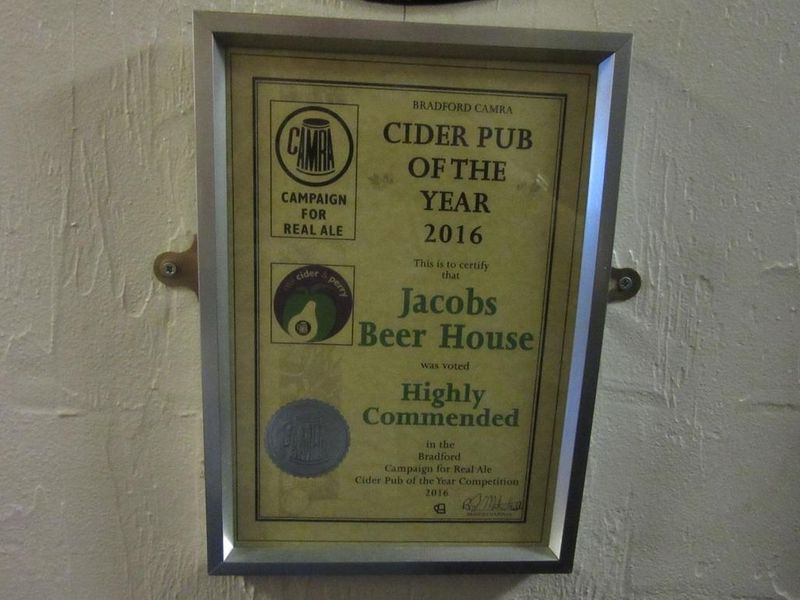 BRADFORD CAMRA
CIDER PUB
OF THE
YEAR
2016
CAMRA
CAMPAIGN
FOR
REAL ALE
This is to certify
that
real cider & perry
Jacobs
Beer House
was voted
Highly
Commended
CAMRA
in the
Bradford
Campaign for Real Ale
Cider Pub of the Year Competition
2016